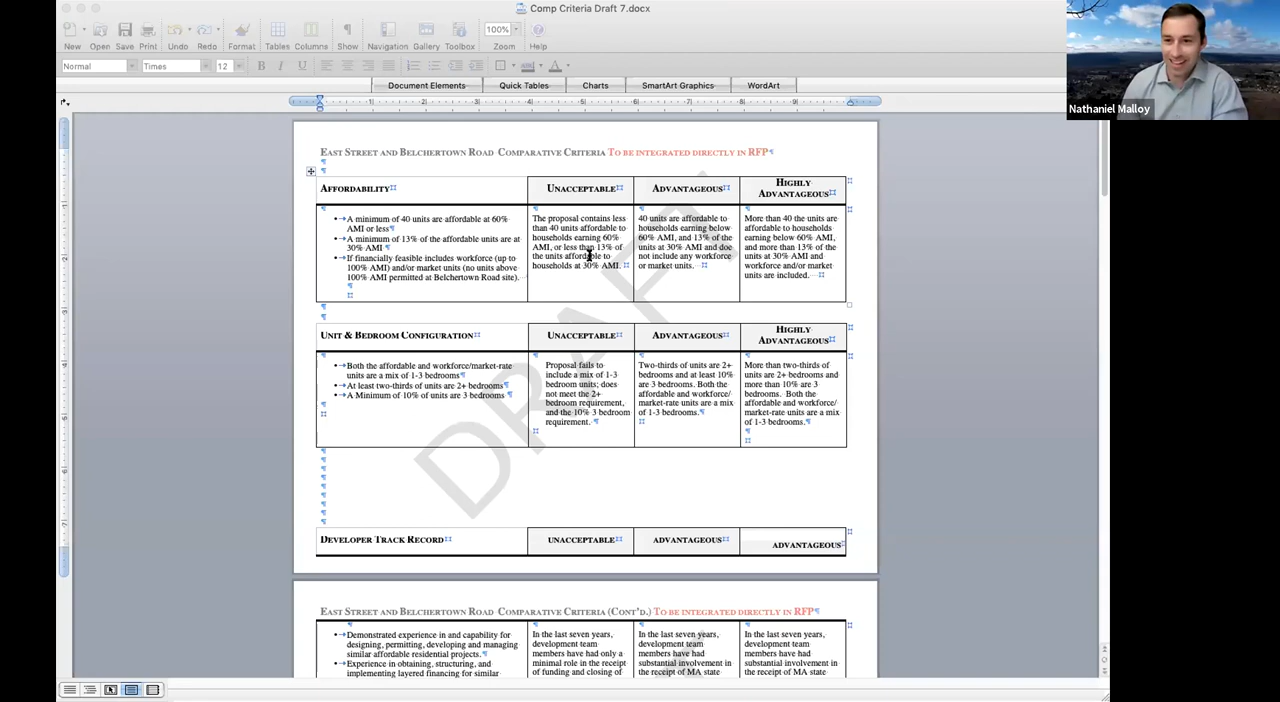 Comp Criteria Draft 7.docx
New Open Save Print Undo Redo Format Tables Columns Show Navigation Gallery Toolbox Zoom Help
100%
Normal Times 12 B I U
Document Elements Quick Tables Charts SmartArt Graphics WordArt
Nathaniel Malloy
1 2 3 4 5 6 7 8 9
EAST STREET AND BELCHERTOWN ROAD COMPARATIVE CRITERIA TO BE INTEGRATED DIRECTLY IN RFP
AFFORDABILITY
UNACCEPTABLE
ADVANTAGEOUS
HIGHLY
ADVANTAGEOUS
• A minimum of 40 units are affordable at 60%
AMI or less
• A minimum of 13% of the affordable units are at
30% AMI
• If financially feasible includes workforce (up to
100% AMI) and/or market units (no units above
100% AMI permitted at Belchertown Road site).
The proposal contains less
than 40 units affordable to
households earning 60%
AMI, or less than 13% of
the units affordable to
households at 30% AMI.
40 units are affordable to
households earning below
60% AMI, and 13% of the
units at 30% AMI and does
not include any workforce
or market units.
More than 40 the units are
affordable to households
earning below 60% AMI,
and more than 13% of the
units at 30% AMI and
workforce and/or market
units are included.
UNIT & BEDROOM CONFIGURATION
UNACCEPTABLE
ADVANTAGEOUS
HIGHLY
ADVANTAGEOUS
• Both the affordable and workforce/market-rate
units are a mix of 1-3 bedrooms
• At least two-thirds of units are 2+ bedrooms
• A Minimum of 10% of units are 3 bedrooms
Proposal fails to
include a mix of 1-3
bedroom units; does
not meet the 2+
bedroom requirement,
and the 10% 3 bedroom
requirement.
Two-thirds of units are 2+
bedrooms and at least 10%
are 3 bedrooms. Both the
affordable and workforce/
market-rate units are a mix
of 1-3 bedrooms.
More than two-thirds of
units are 2+ bedrooms and
more than 10% are 3
bedrooms. Both the
affordable and workforce/
market-rate units are a mix
of 1-3 bedrooms.
DRAFT
DEVELOPER TRACK RECORD
UNACCEPTABLE
ADVANTAGEOUS
ADVANTAGEOUS
EAST STREET AND BELCHERTOWN ROAD COMPARATIVE CRITERIA (CONT'D.) TO BE INTEGRATED DIRECTLY IN RFP
• Demonstrated experience in and capability for
designing, permitting, developing and managing
similar affordable residential projects.
• Experience in obtaining, structuring, and
implementing layered financing for similar
In the last seven years,
development team
members have had only a
minimal role in the receipt
of funding and closing of
In the last seven years,
development team
members have had
substantial involvement in
the receipt of MA state
In the last seven years,
development team
members have had
substantial involvement in
the receipt of MA state